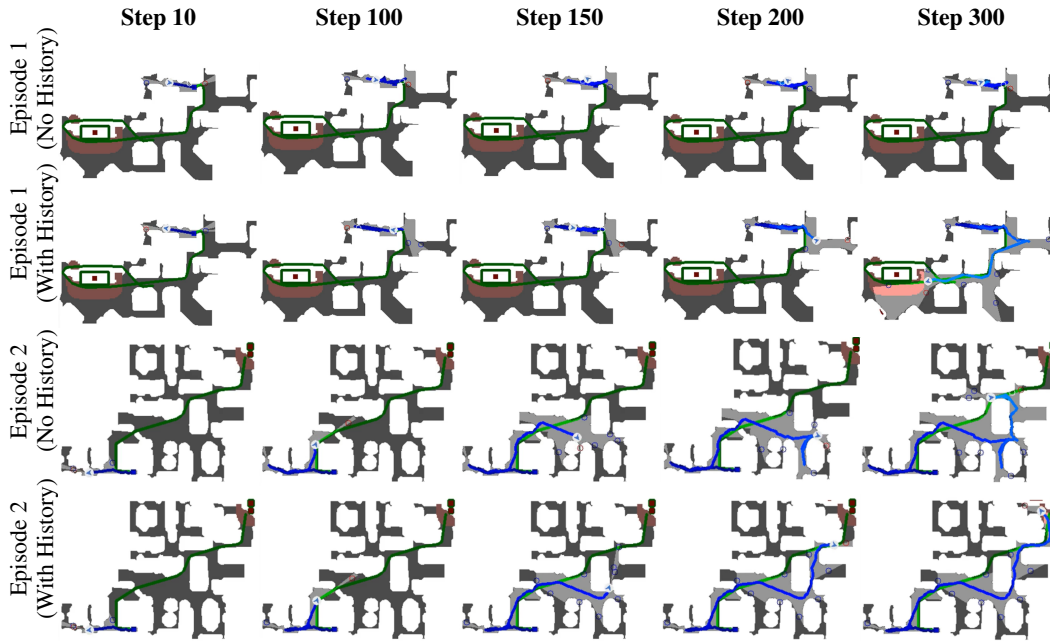 Step 10
Step 100
Step 150
Step 200
Step 300
Episode 1
(No History)
Episode 1
(With History)
Episode 2
(No History)
Episode 2
(With History)